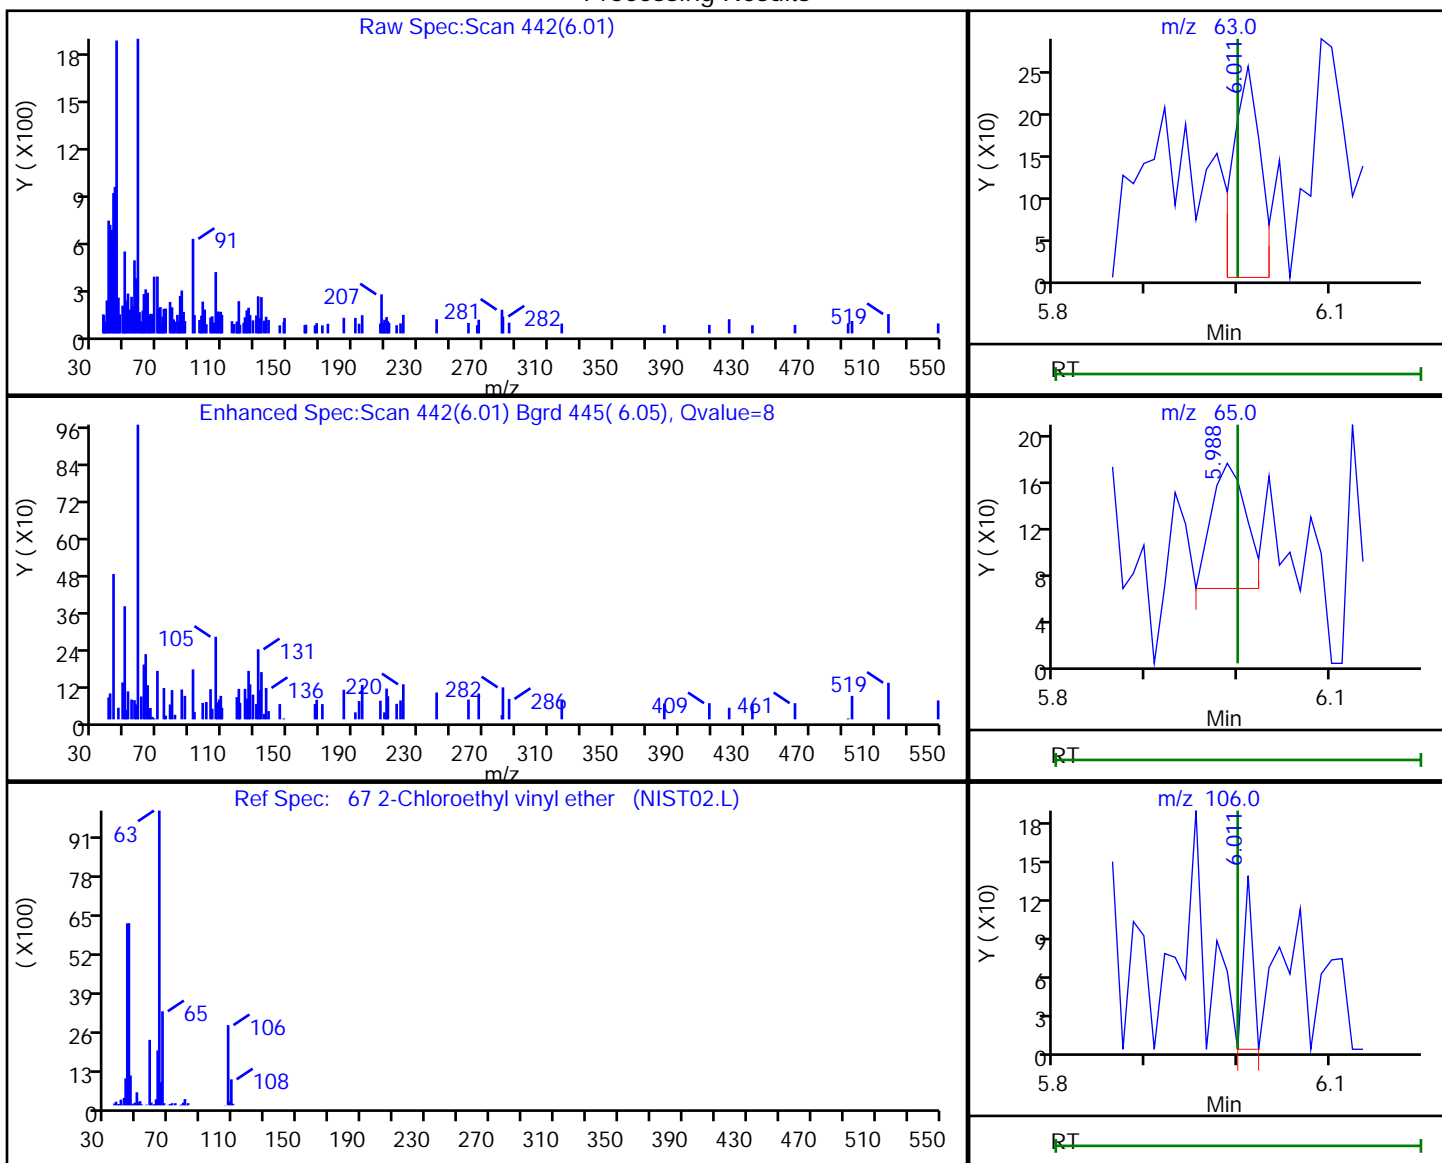 Processing Results
Raw Spec:Scan 442(6.01)
Y ( X100)
18
15
12
9
6
3
0
91
207
281
282
519
30 70 110 150 190 230 270 310 350 390 430 470 510 550
m/z
m/z 63.0
Y ( X10)
25
20
15
10
5
0
6.011
5.8 6.1
Min
RT
Enhanced Spec:Scan 442(6.01) Bgrd 445( 6.05), Qvalue=8
Y ( X10)
96
84
72
60
48
36
24
12
0
105
131
136
220
282
286
409
461
519
30 70 110 150 190 230 270 310 350 390 430 470 510 550
m/z
m/z 65.0
Y ( X10)
20
16
12
8
4
0
5.988
5.8 6.1
Min
RT
Ref Spec: 67 2-Chloroethyl vinyl ether (NIST02.L)
( X100)
91
78
65
52
39
26
13
0
63
65
106
108
30 70 110 150 190 230 270 310 350 390 430 470 510 550
m/z 106.0
Y ( X10)
18
15
12
9
6
3
0
6.011
5.8 6.1
Min
RT